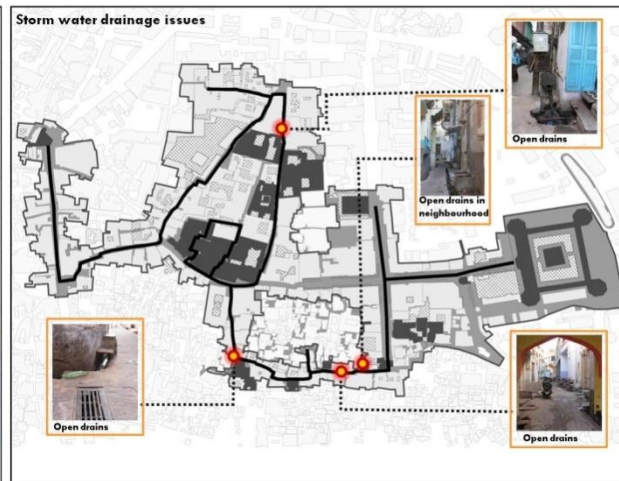 Storm water drainage issues
Open drains
Open drains in
neighbourhood
Open drains
Open drains